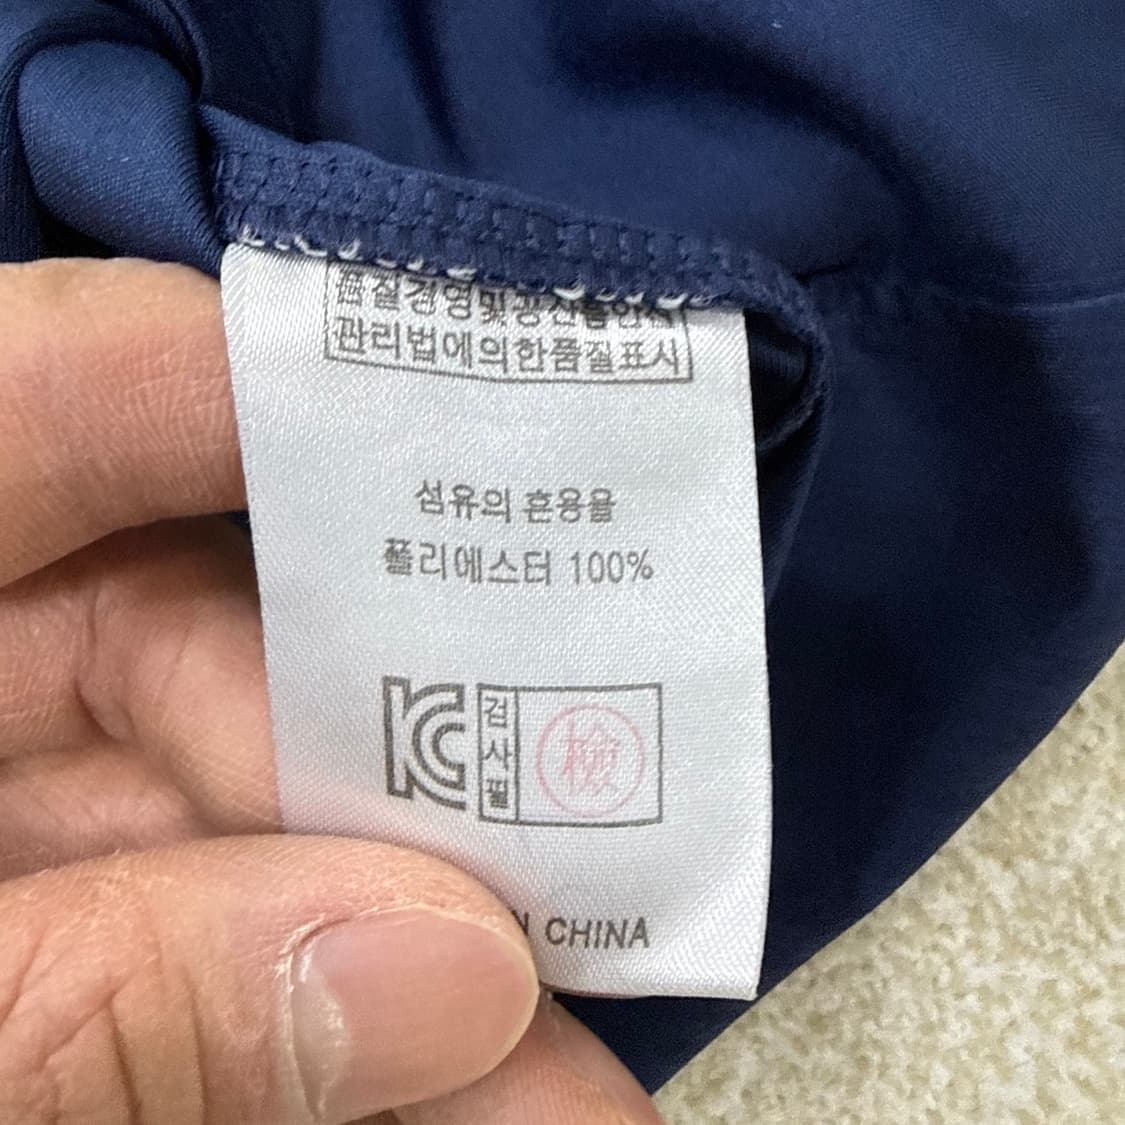 품질경영및공산품안전
관리법에의한품질표시
섬유의 혼용율
폴리에스터 100%
KC
검사필
檢
N CHINA